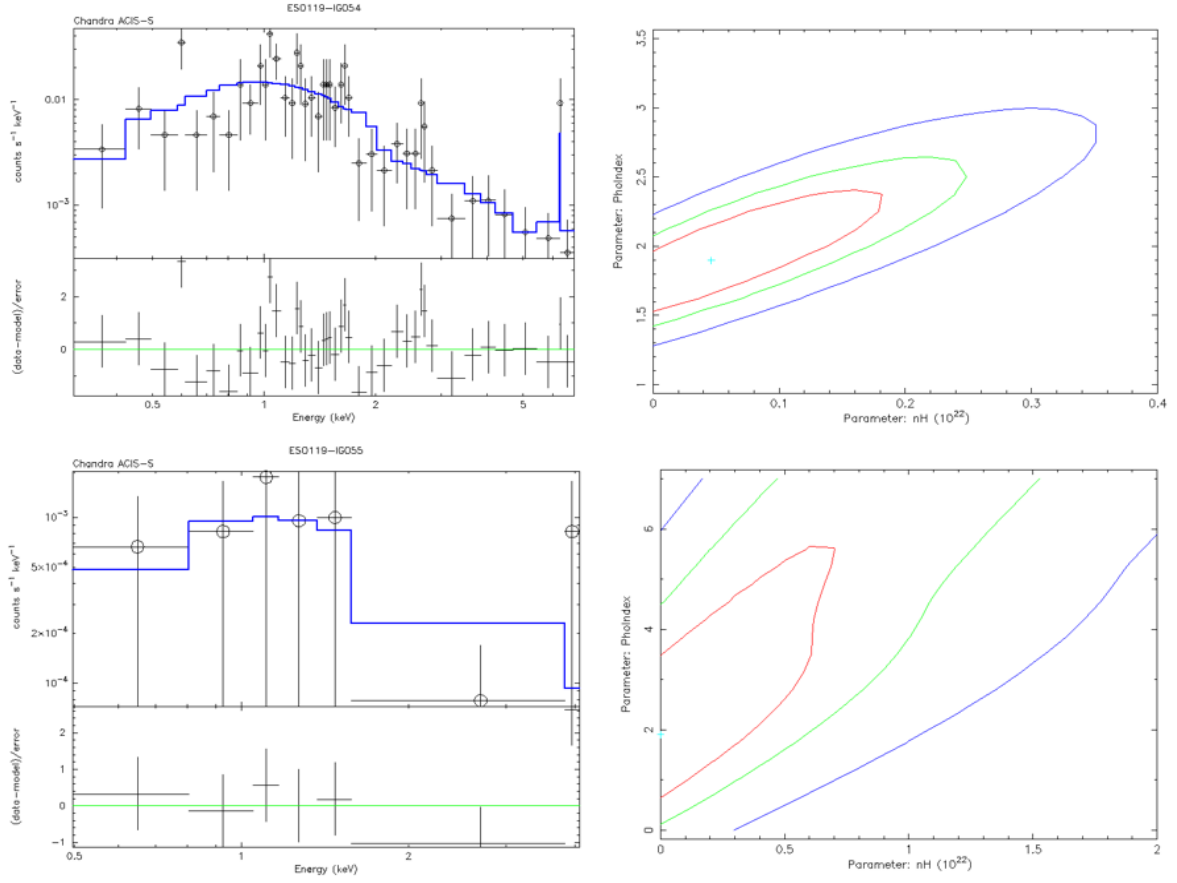 ESO119-IG054
Chandra ACIS-S
counts s⁻¹ keV⁻¹
0.01
10⁻³
(data-model)/error
2
0
0.5
1
2
5
Energy (keV)
Parameter: PhoIndex
3.5
3
2.5
2
1.5
1
0
0.1
0.2
0.3
0.4
Parameter: nH (10²²)
ESO119-IG055
Chandra ACIS-S
counts s⁻¹ keV⁻¹
10⁻³
5×10⁻⁴
2×10⁻⁴
10⁻⁴
(data-model)/error
2
1
0
-1
0.5
1
2
Energy (keV)
Parameter: PhoIndex
6
4
2
0
0
0.5
1
1.5
2
Parameter: nH (10²²)